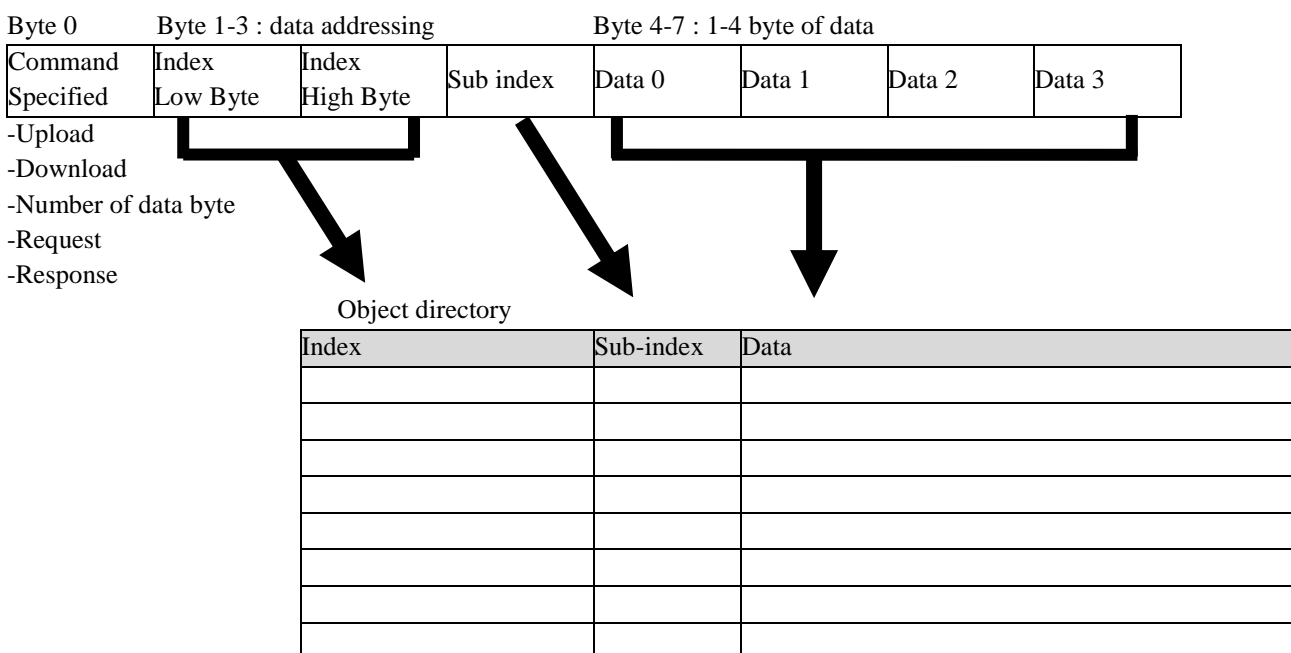 Byte 0 Byte 1-3 : data addressing Byte 4-7 : 1-4 byte of data
Command Specified
Index Low Byte
Index High Byte
Sub index
Data 0
Data 1
Data 2
Data 3
-Upload
-Download
-Number of data byte
-Request
-Response
Object directory
Index Sub-index Data